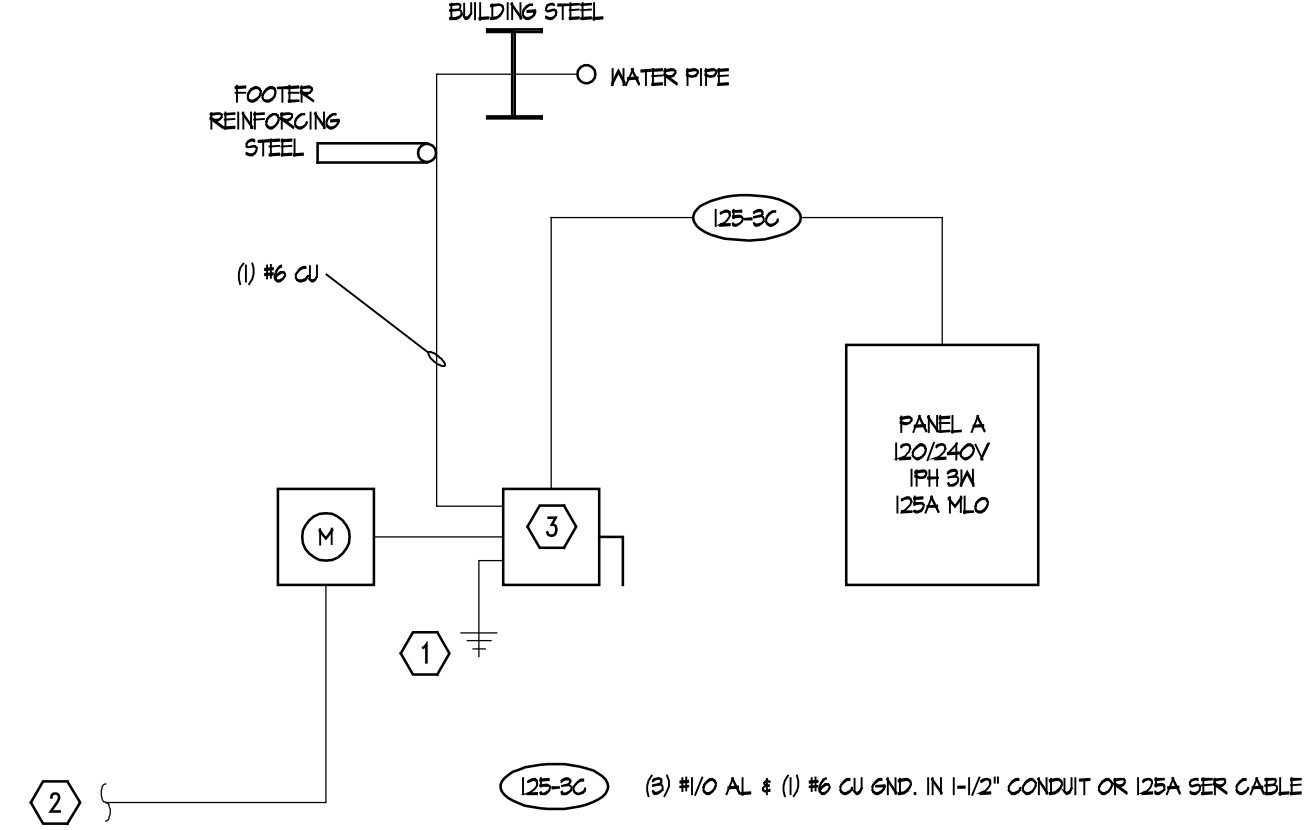 BUILDING STEEL
WATER PIPE
FOOTER
REINFORCING
STEEL
125-3C
(1) #6 CU
PANEL A
120/240V
1PH 3W
125A MLO
3
M
1
2
125-3C
(3) #1/0 AL & (1) #6 CU GND. IN 1-1/2" CONDUIT OR 125A SER CABLE